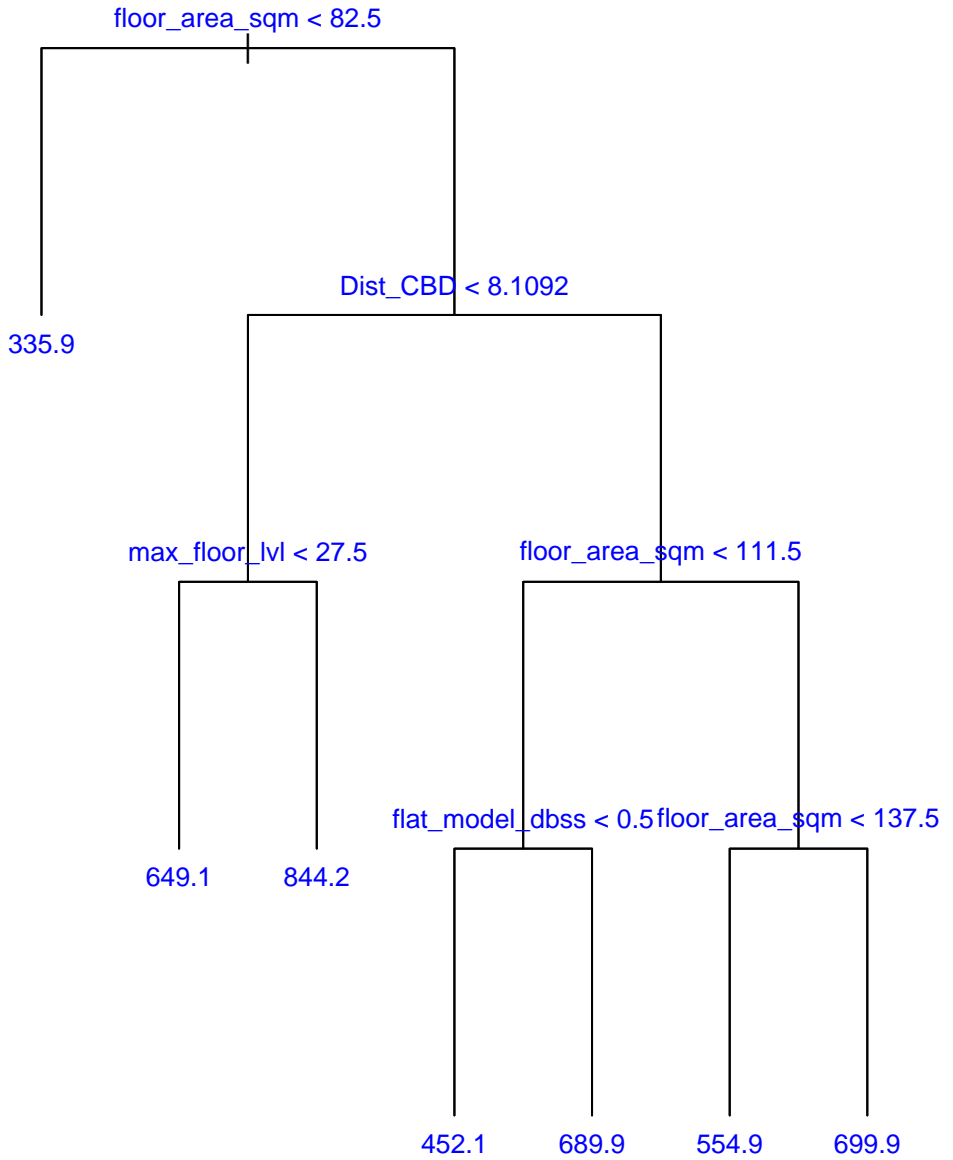 floor_area_sqm < 82.5
Dist_CBD < 8.1092
335.9
max_floor_lvl < 27.5
floor_area_sqm < 111.5
flat_model_dbss < 0.5
floor_area_sqm < 137.5
649.1
844.2
452.1
689.9
554.9
699.9